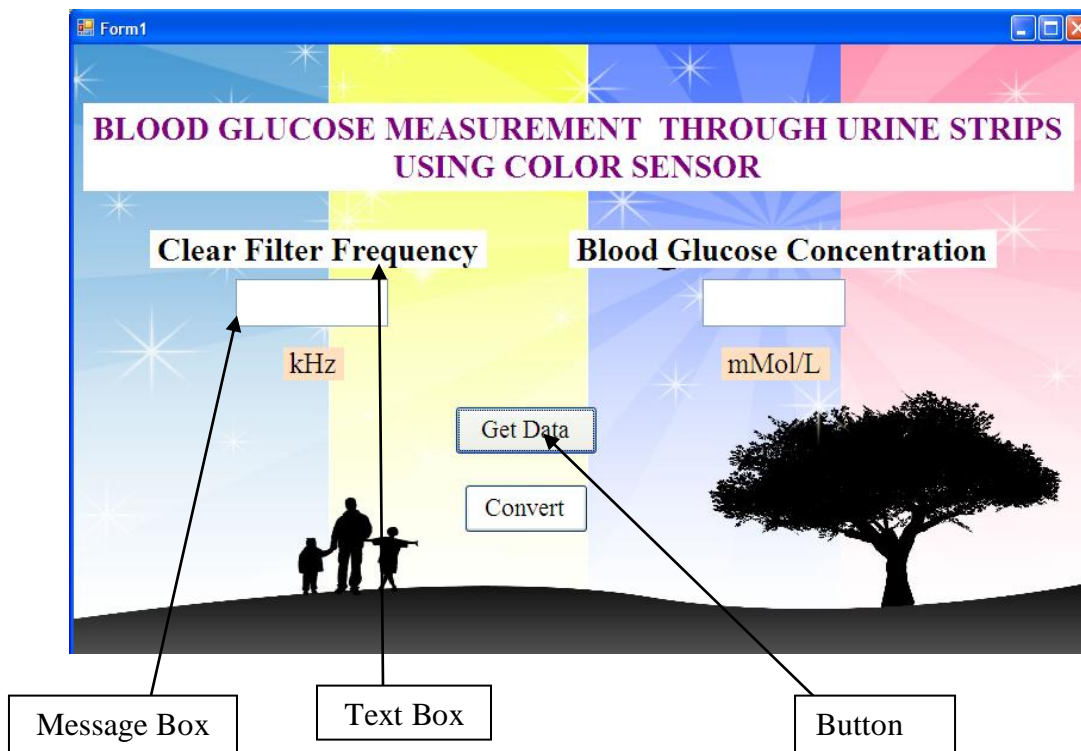 Form1
BLOOD GLUCOSE MEASUREMENT THROUGH URINE STRIPS
USING COLOR SENSOR
Clear Filter Frequency
Blood Glucose Concentration
kHz
mMol/L
Get Data
Convert
Message Box
Text Box
Button